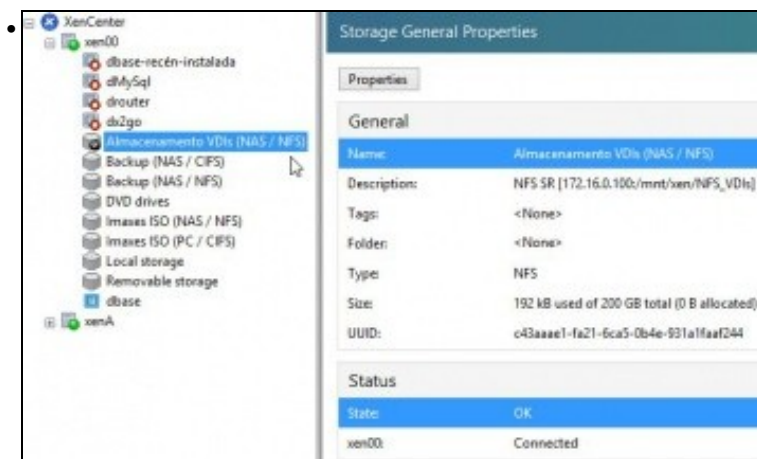 XenCenter
xen00
dbase-recén-instalada
dMySql
drouter
dx2go
Almacenamento VDIs (NAS / NFS)
Backup (NAS / CIFS)
Backup (NAS / NFS)
DVD drives
Imaxes ISO (NAS / NFS)
Imaxes ISO (PC / CIFS)
Local storage
Removable storage
dbase
xenA
Storage General Properties
Properties
General
Name: Almacenamento VDIs (NAS / NFS)
Description: NFS SR [172.16.0.100:/mnt/xen/NFS_VDIs]
Tags: <None>
Folder: <None>
Type: NFS
Size: 192 kB used of 200 GB total (0 B allocated)
UUID: c43aaae1-fa21-6ca5-0b4e-931a1faaf244
Status
State: OK
xen00: Connected